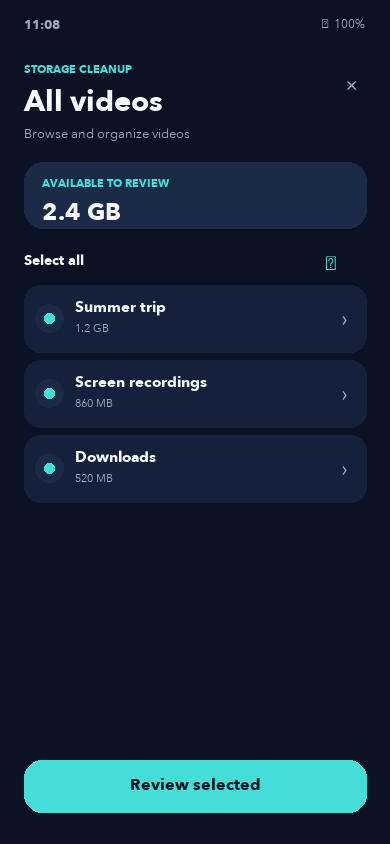 11:08
100%
STORAGE CLEANUP
All videos
×
Browse and organize videos
AVAILABLE TO REVIEW
2.4 GB
Select all
Summer trip
1.2 GB
›
Screen recordings
860 MB
›
Downloads
520 MB
›
Review selected